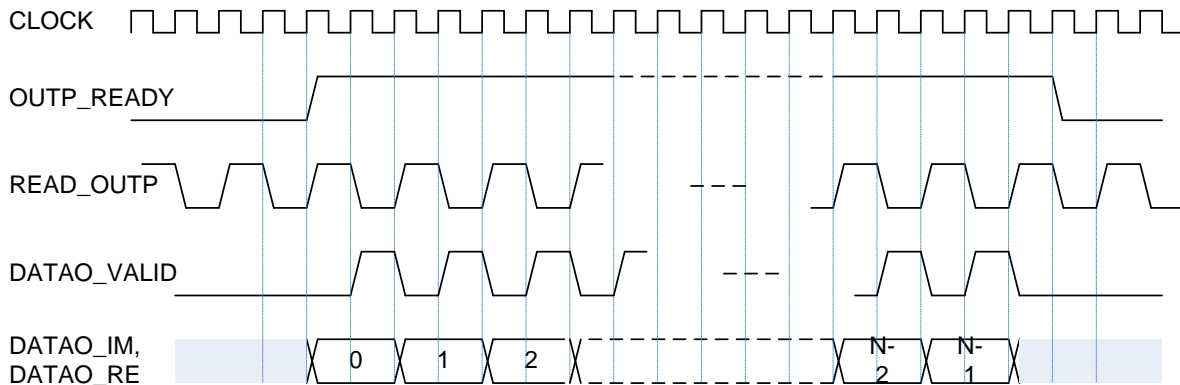 CLOCK
OUTP_READY
READ_OUTP
DATAO_VALID
DATAO_IM,
DATAO_RE
0
1
2
N-
2
N-
1